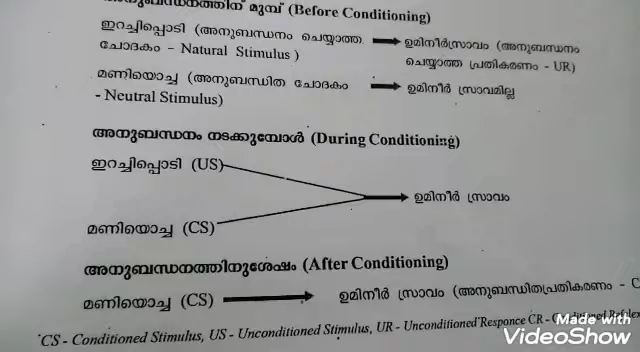 അനുബന്ധനത്തിന് മുമ്പ് (Before Conditioning)
ഇറച്ചിപ്പൊടി (അനുബന്ധനം ചെയ്യാത്ത ഉമിനീർസ്രാവം (അനുബന്ധനം
ചോദകം - Natural Stimulus ) ചെയ്യാത്ത പ്രതികരണം - UR)
മണിയൊച്ച (അനുബന്ധിത ചോദകം ഉമിനീർ സ്രാവമില്ല
- Neutral Stimulus)
അനുബന്ധനം നടക്കുമ്പോൾ (During Conditioning)
ഇറച്ചിപ്പൊടി (US)
ഉമിനീർ സ്രാവം
മണിയൊച്ച (CS)
അനുബന്ധനത്തിനുശേഷം (After Conditioning)
മണിയൊച്ച (CS) ഉമിനീർ സ്രാവം (അനുബന്ധിതപ്രതികരണം - C
CS - Conditioned Stimulus, US - Unconditioned Stimulus, UR - Unconditioned Responce CR -
Made with
VideoShow